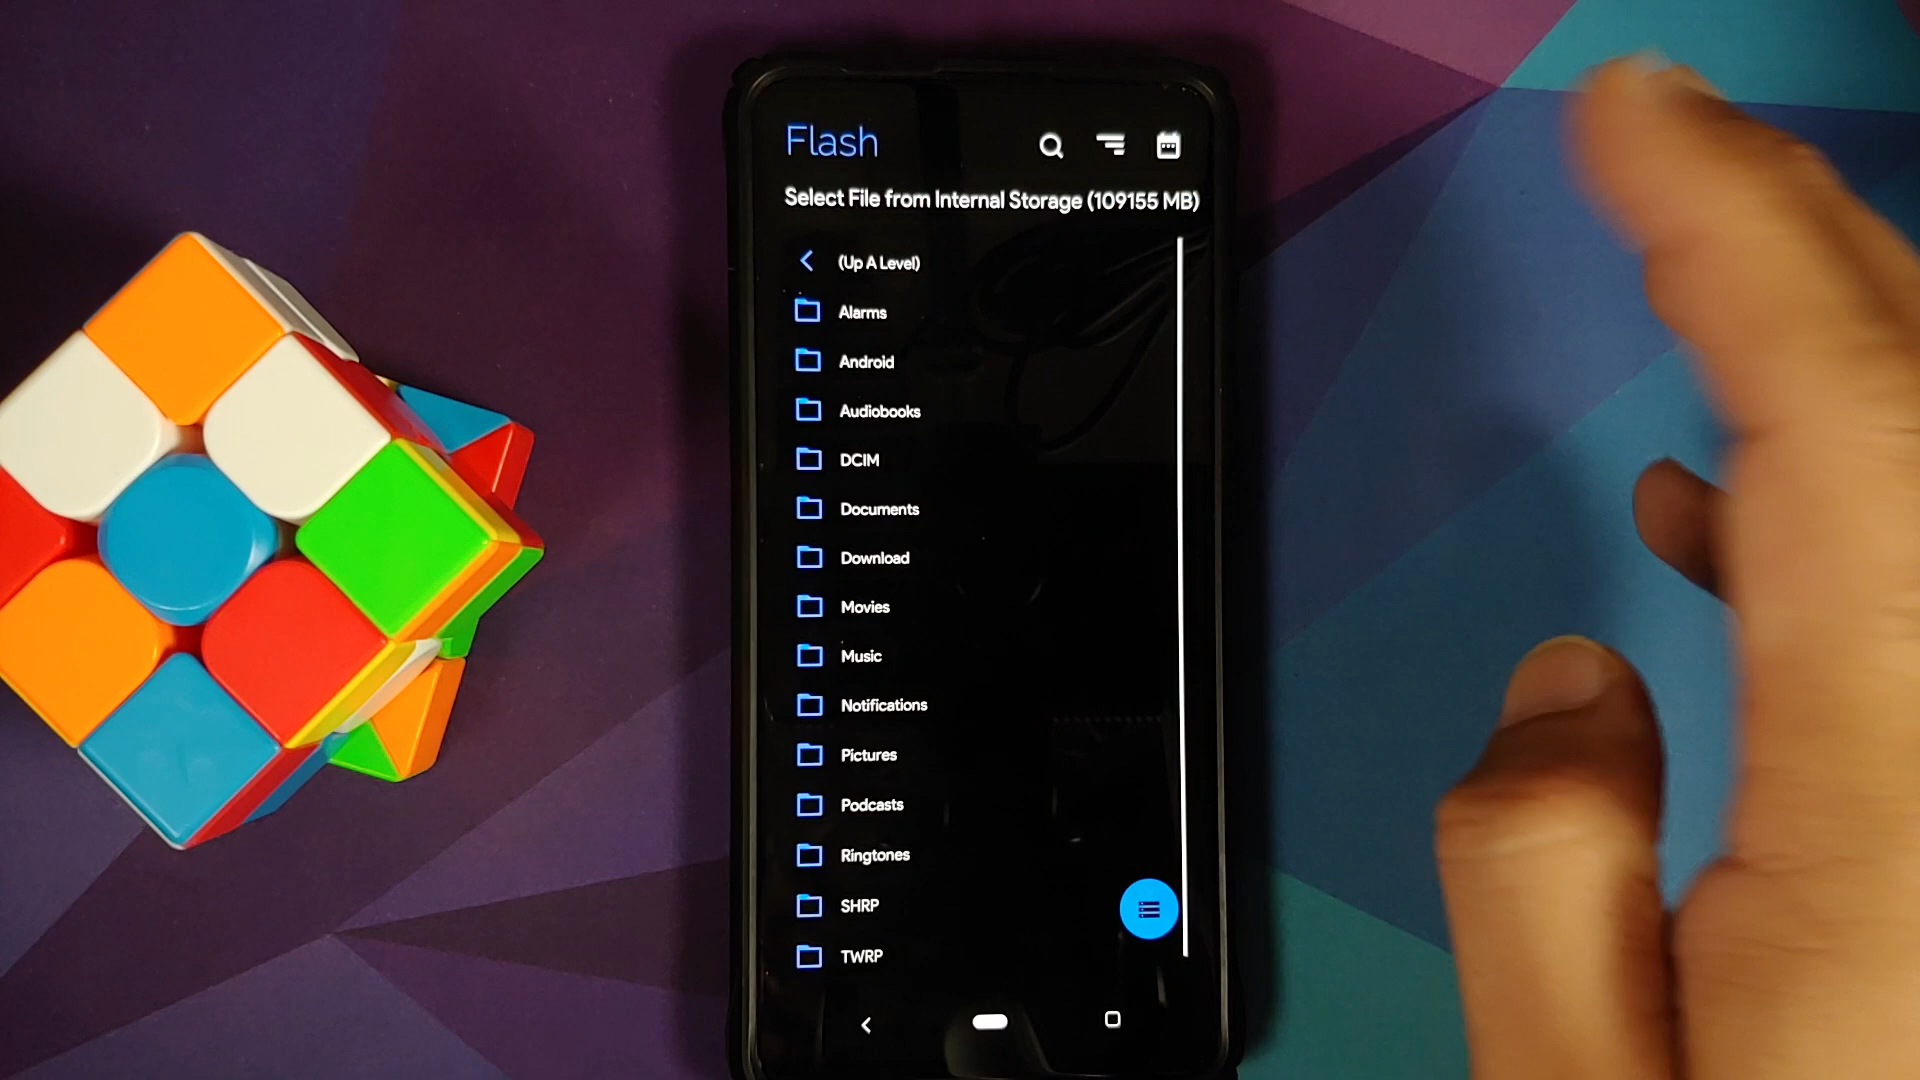 Flash
Select File from Internal Storage (109155 MB)
(Up A Level)
Alarms
Android
Audiobooks
DCIM
Documents
Download
Movies
Music
Notifications
Pictures
Podcasts
Ringtones
SHRP
TWRP